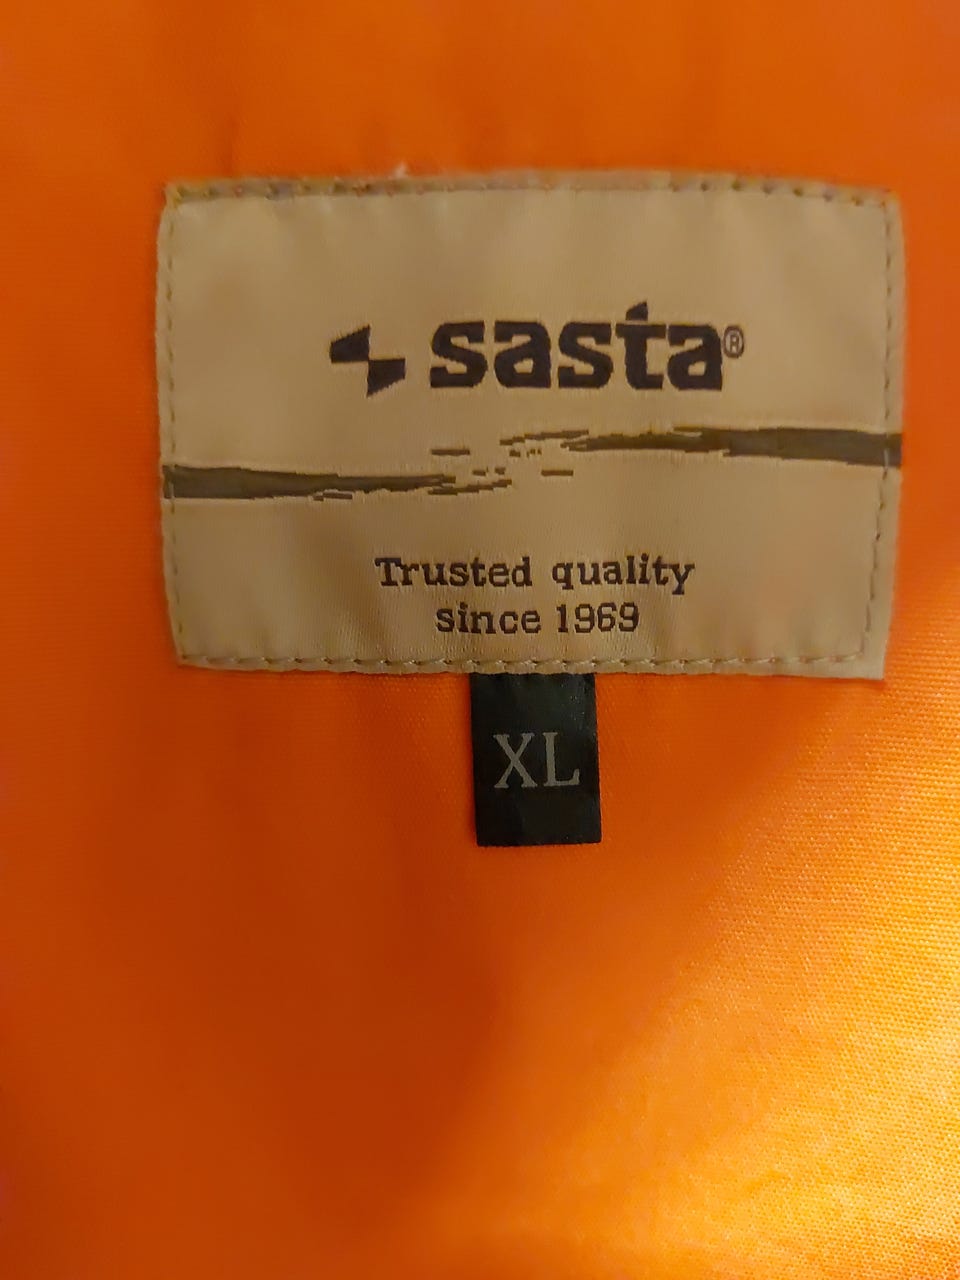 sasta®
Trusted quality
since 1969
XL